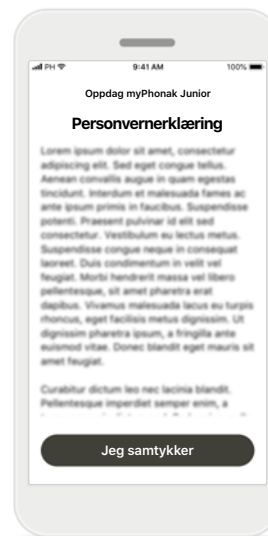 PH 9:41 AM 100%
Oppdag myPhonak Junior
Personvernerklæring
Lorem ipsum dolor sit amet, consectetur
adipiscing elit. Sed eget congue tellus.
Aenean convallis augue in quam egestas
tincidunt. Interdum et malesuada fames ac
ante ipsum primis in faucibus. Suspendisse
potenti. Praesent pulvinar id elit sed
consectetur. Vestibulum eu lectus metus.
Suspendisse congue neque in consequat
laoreet. Duis condimentum in velit vel
feugiat. Morbi hendrerit massa vel libero
pellentesque, sit amet pharetra erat
dapibus. Vivamus malesuada lacus eu turpis
rhoncus, eget facilisis metus dignissim. Ut
dignissim pharetra ipsum, a fringilla ante
euismod vitae. Donec blandit eget mauris sit
amet feugiat.
Curabitur dictum leo nec lacinia blandit.
Pellentesque imperdiet semper enim, a
Jeg samtykker